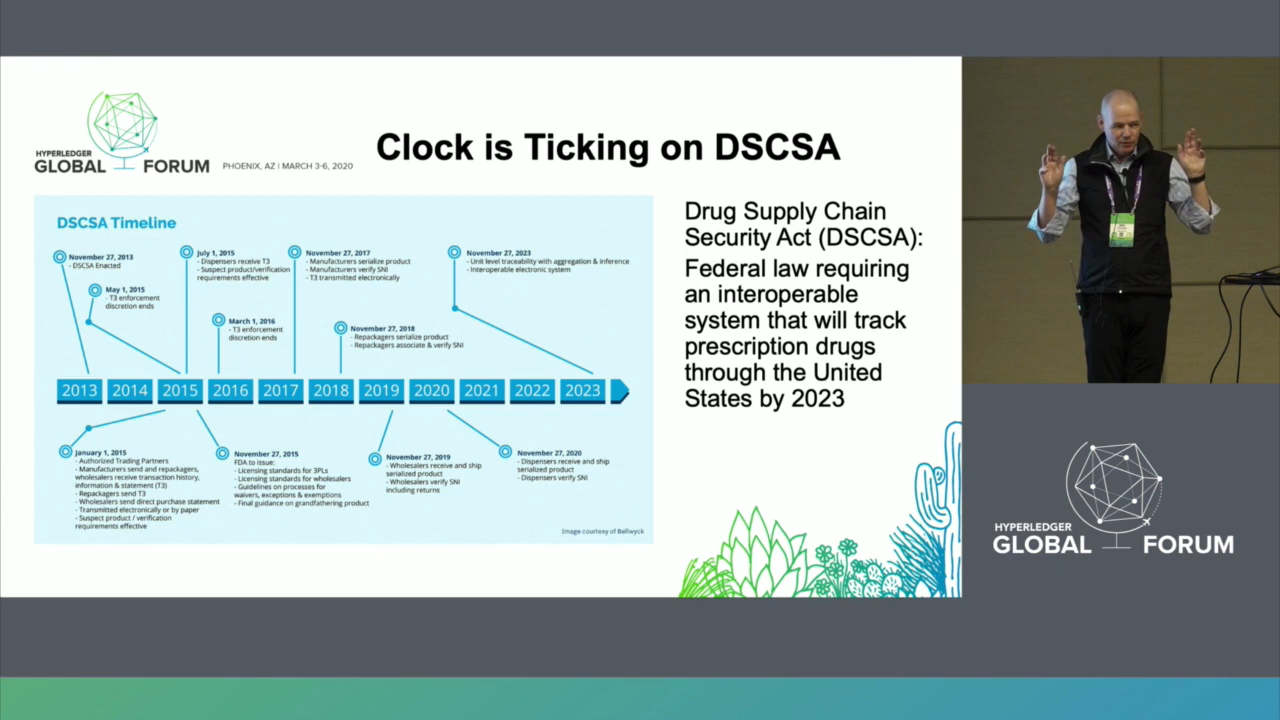 HYPERLEDGER
GLOBAL FORUM
PHOENIX, AZ | MARCH 3-6, 2020
Clock is Ticking on DSCSA
DSCSA Timeline
November 27, 2013
- DSCSA Enacted
May 1, 2015
- T3 enforcement
discretion ends
July 1, 2015
- Dispensers receive T3
- Suspect product/verification
requirements effective
March 1, 2016
- T3 enforcement
discretion ends
November 27, 2017
- Manufacturers serialize product
- Manufacturers verify SNI
- T3 transmitted electronically
November 27, 2018
- Repackagers serialize product
- Repackagers associate & verify SNI
November 27, 2023
- Unit level traceability with aggregation & inference
- Interoperable electronic system
2013 2014 2015 2016 2017 2018 2019 2020 2021 2022 2023
January 1, 2015
- Authorized Trading Partners
- Manufacturers send and repackagers,
wholesalers receive transaction history,
information & statement (T3)
- Repackagers send T3
- Wholesalers send direct purchase statement
- Transmitted electronically or by paper
- Suspect product / verification
requirements effective
November 27, 2015
FDA to issue:
- Licensing standards for 3PLs
- Licensing standards for wholesalers
- Guidelines on processes for
waivers, exceptions & exemptions
- Final guidance on grandfathering product
November 27, 2019
- Wholesalers receive and ship
serialized product
- Wholesalers verify SNI
including returns
November 27, 2020
- Dispensers receive and ship
serialized product
- Dispensers verify SNI
Image courtesy of Bellwyck
Drug Supply Chain
Security Act (DSCSA):
Federal law requiring
an interoperable
system that will track
prescription drugs
through the United
States by 2023
HYPERLEDGER
GLOBAL FORUM